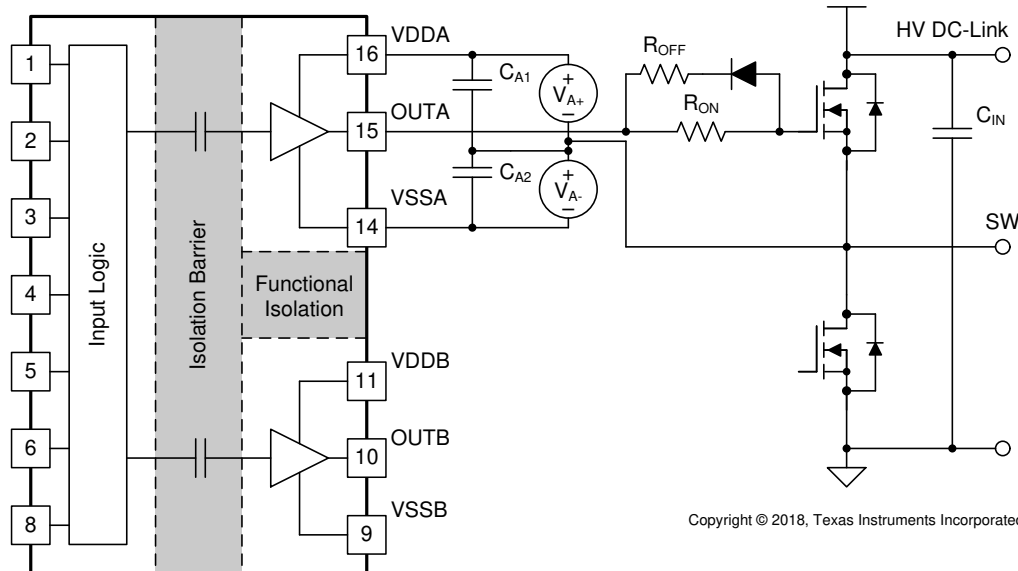 1
2
3
4
5
6
8
Input Logic
Isolation Barrier
Functional
Isolation
16
15
14
11
10
9
VDDA
OUTA
VSSA
VDDB
OUTB
VSSB
CA1
CA2
+
VA+
−
+
VA-
−
ROFF
RON
HV DC-Link
CIN
SW
Copyright © 2018, Texas Instruments Incorporated